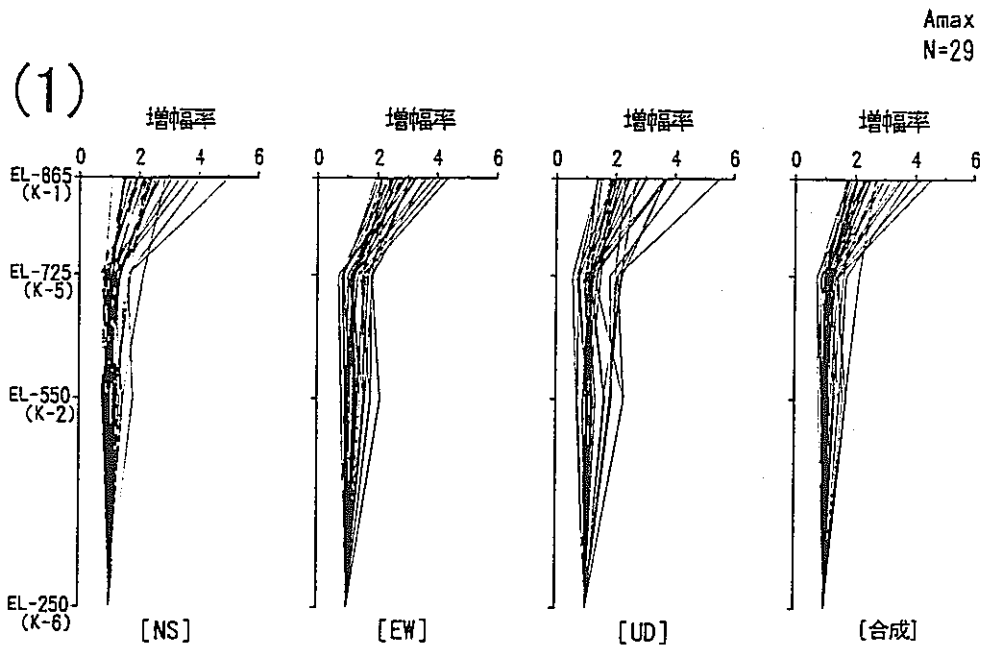 Amax
N=29
(1)
増幅率 増幅率 増幅率 増幅率
0 2 4 6 0 2 4 6 0 2 4 6 0 2 4 6
EL-865
(K-1)
EL-725
(K-5)
EL-550
(K-2)
EL-250
(K-6)
[NS] [EW] [UD] [合成]